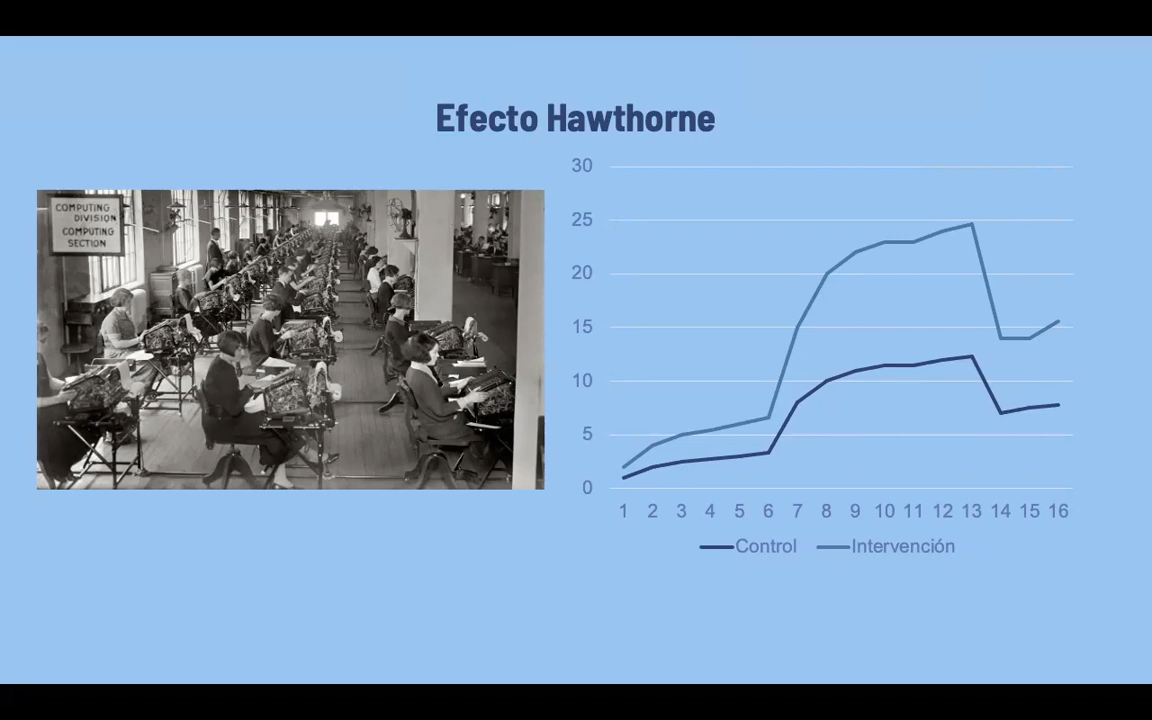 Efecto Hawthorne
COMPUTING
DIVISION
COMPUTING
SECTION
30
25
20
15
10
5
0
1 2 3 4 5 6 7 8 9 10 11 12 13 14 15 16
Control Intervención